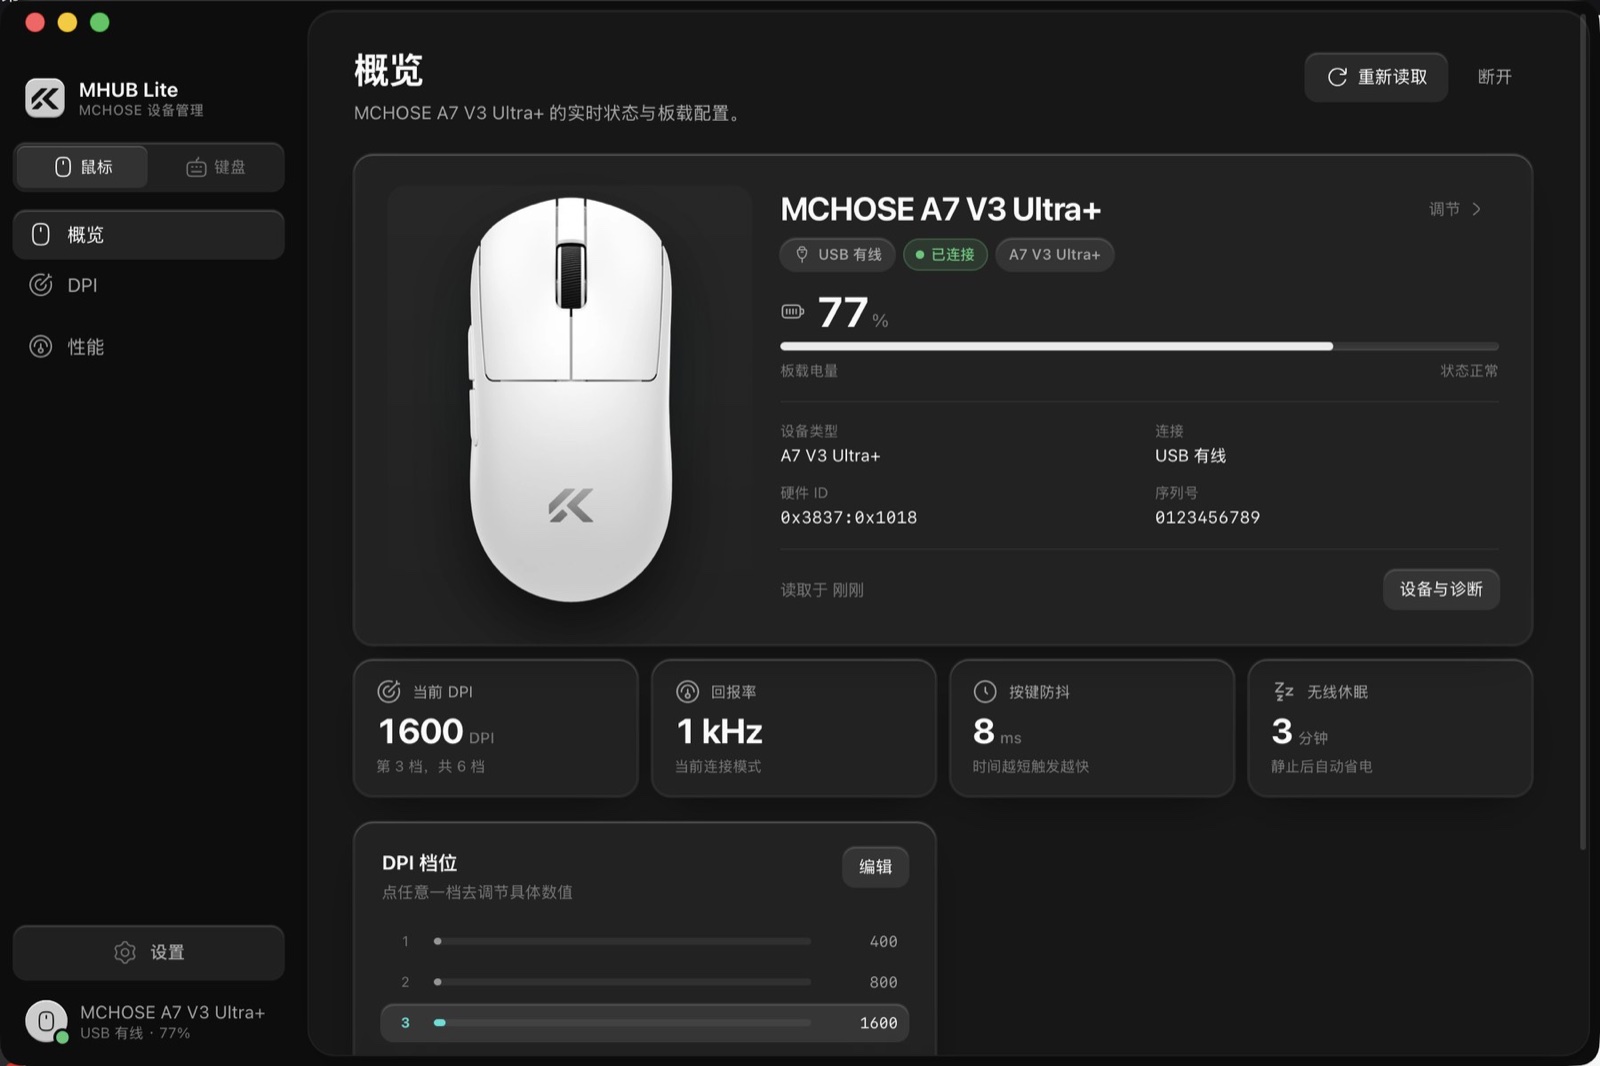 MHUB Lite
MCHOSE 设备管理
鼠标
键盘
概览
DPI
性能
设置
MCHOSE A7 V3 Ultra+
USB 有线 · 77%
概览
MCHOSE A7 V3 Ultra+ 的实时状态与板载配置。
重新读取
断开
MCHOSE A7 V3 Ultra+
调节
USB 有线
已连接
A7 V3 Ultra+
77 %
板载电量
状态正常
设备类型
A7 V3 Ultra+
连接
USB 有线
硬件 ID
0x3837:0x1018
序列号
0123456789
读取于 刚刚
设备与诊断
当前 DPI
1600 DPI
第 3 档，共 6 档
回报率
1 kHz
当前连接模式
按键防抖
8 ms
时间越短触发越快
无线休眠
3 分钟
静止后自动省电
DPI 档位
点任意一档去调节具体数值
编辑
1 400
2 800
3 1600